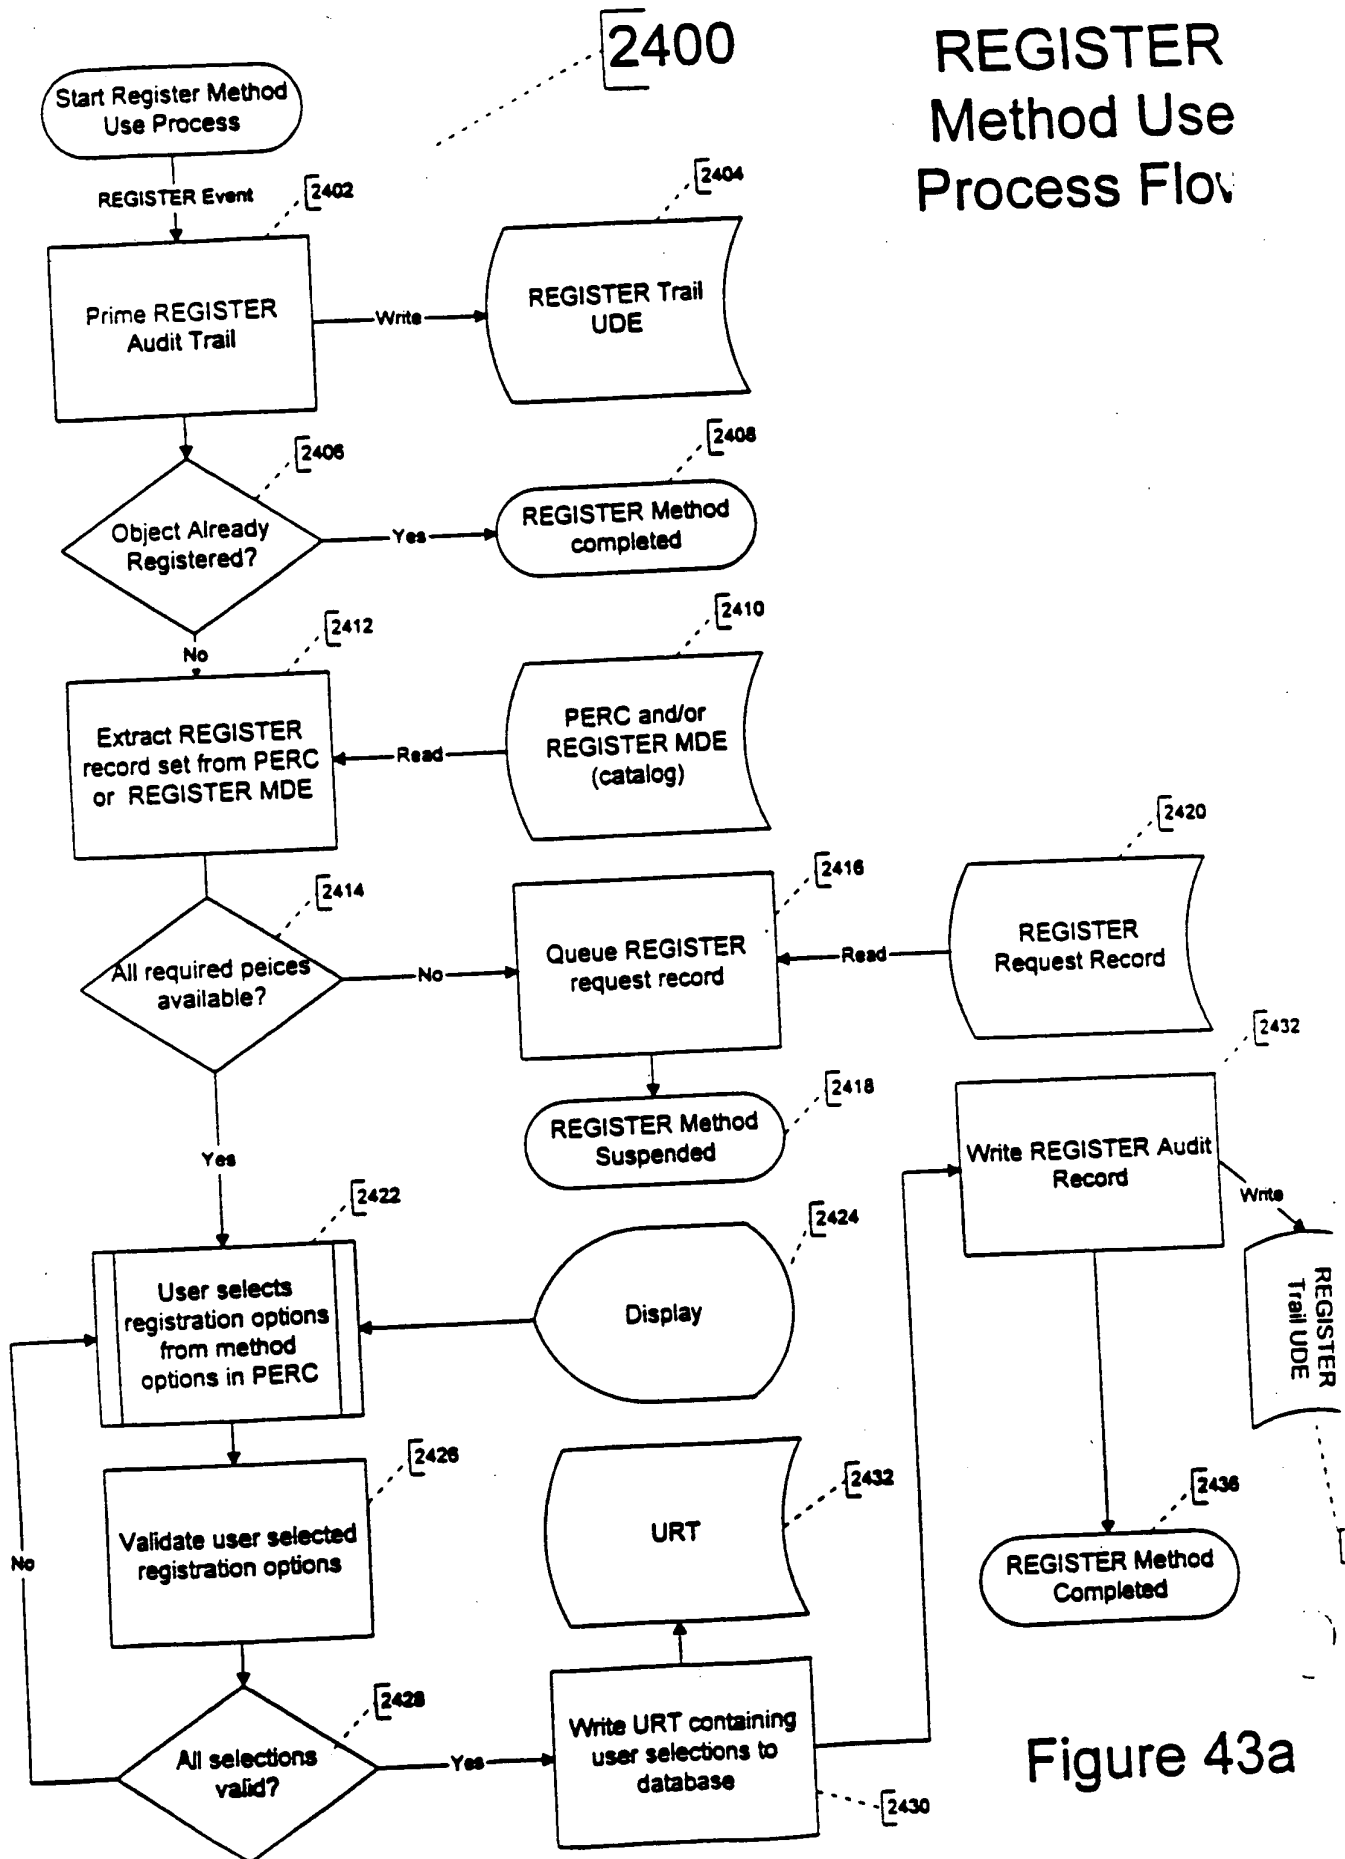 2400
REGISTER
Method Use
Process Flow
Start Register Method
Use Process
REGISTER Event
2402
2404
Prime REGISTER
Audit Trail
Write
REGISTER Trail
UDE
2406
2408
Object Already
Registered?
Yes
REGISTER Method
completed
No
2412
2410
Extract REGISTER
record set from PERC
or REGISTER MDE
Read
PERC and/or
REGISTER MDE
(catalog)
2414
2416
2420
All required peices
available?
No
Queue REGISTER
request record
Read
REGISTER
Request Record
2432
2418
REGISTER Method
Suspended
Write REGISTER Audit
Record
Write
Yes
2422
2424
User selects
registration options
from method
options in PERC
Display
REGISTER
Trail UDE
2426
2432
2436
Validate user selected
registration options
URT
REGISTER Method
Completed
No
2428
All selections
valid?
Yes
Write URT containing
user selections to
database
2430
Figure 43a